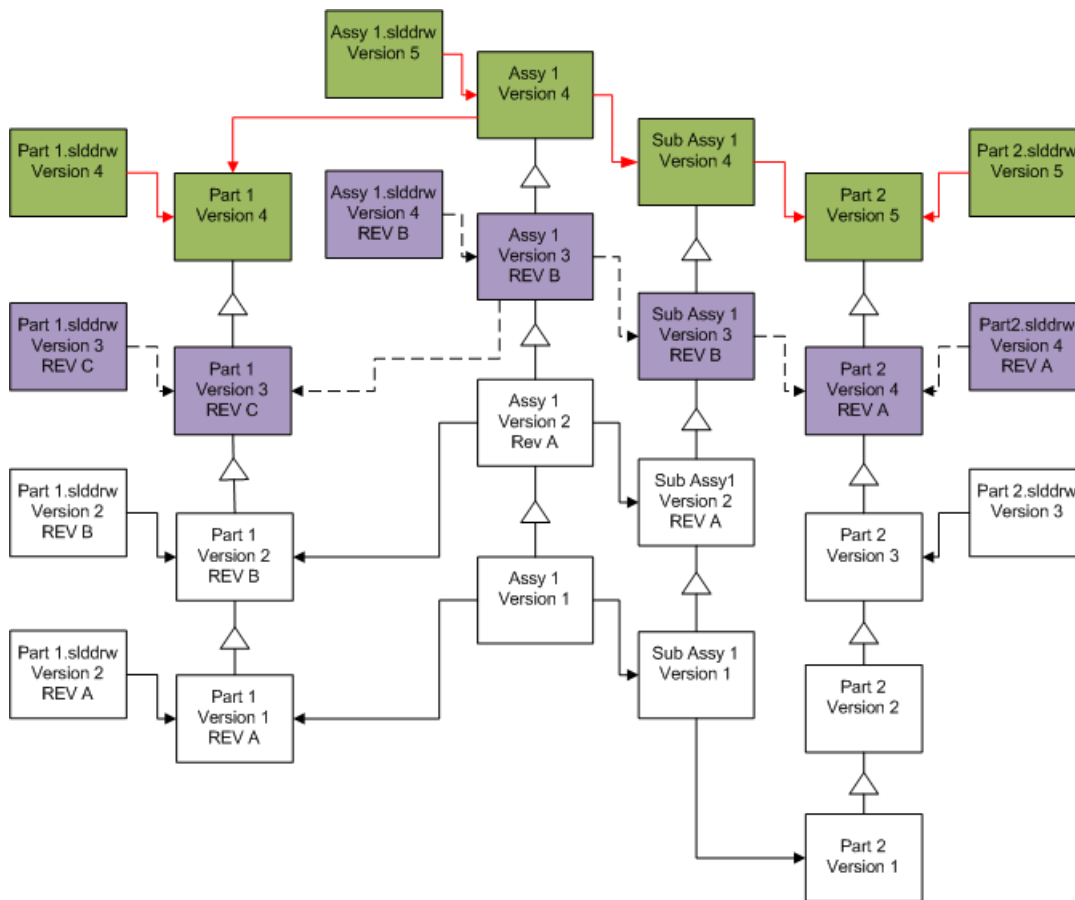 Assy 1.slddrw
Version 5
Assy 1
Version 4
Part 1.slddrw
Version 4
Part 1
Version 4
Sub Assy 1
Version 4
Part 2
Version 5
Part 2.slddrw
Version 5
Assy 1.slddrw
Version 4
REV B
Assy 1
Version 3
REV B
Part 1.slddrw
Version 3
REV C
Part 1
Version 3
REV C
Sub Assy 1
Version 3
REV B
Part 2
Version 4
REV A
Part2.slddrw
Version 4
REV A
Assy 1
Version 2
Rev A
Part 1.slddrw
Version 2
REV B
Part 1
Version 2
REV B
Sub Assy1
Version 2
REV A
Part 2
Version 3
Part 2.slddrw
Version 3
Assy 1
Version 1
Part 1.slddrw
Version 2
REV A
Part 1
Version 1
REV A
Sub Assy 1
Version 1
Part 2
Version 2
Part 2
Version 1